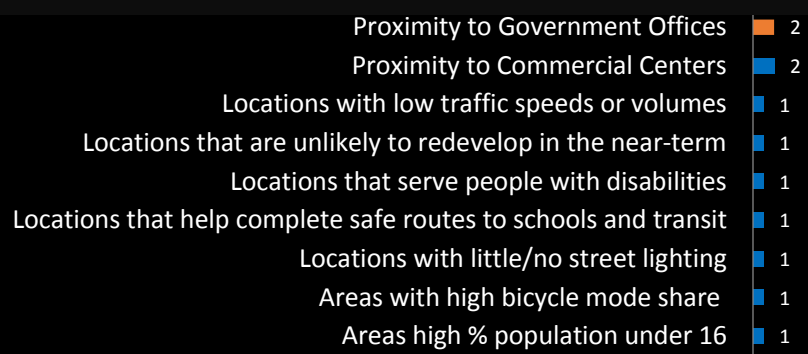 Proximity to Government Offices 2
Proximity to Commercial Centers 2
Locations with low traffic speeds or volumes 1
Locations that are unlikely to redevelop in the near-term 1
Locations that serve people with disabilities 1
Locations that help complete safe routes to schools and transit 1
Locations with little/no street lighting 1
Areas with high bicycle mode share 1
Areas high % population under 16 1